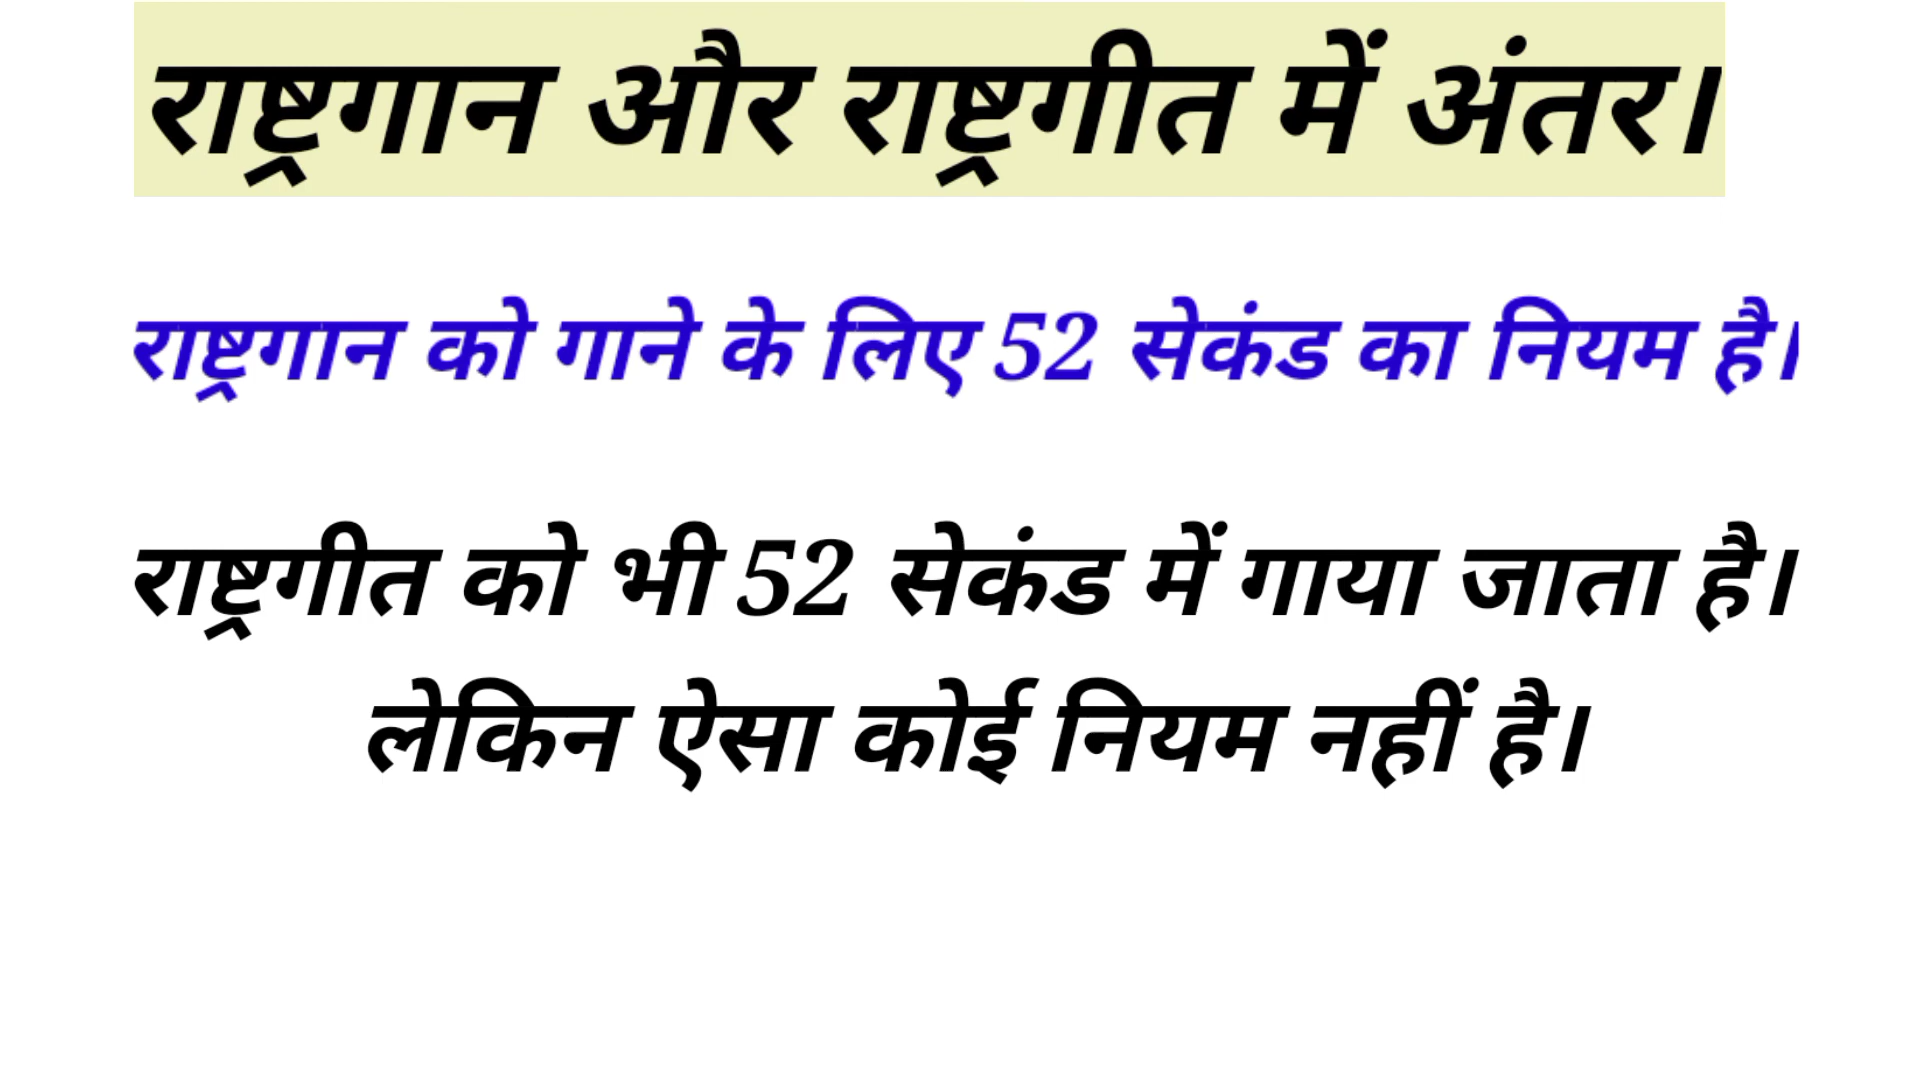 राष्ट्रगान और राष्ट्रगीत में अंतर।
राष्ट्रगान को गाने के लिए 52 सेकंड का नियम है।
राष्ट्रगीत को भी 52 सेकंड में गाया जाता है।
लेकिन ऐसा कोई नियम नहीं है।